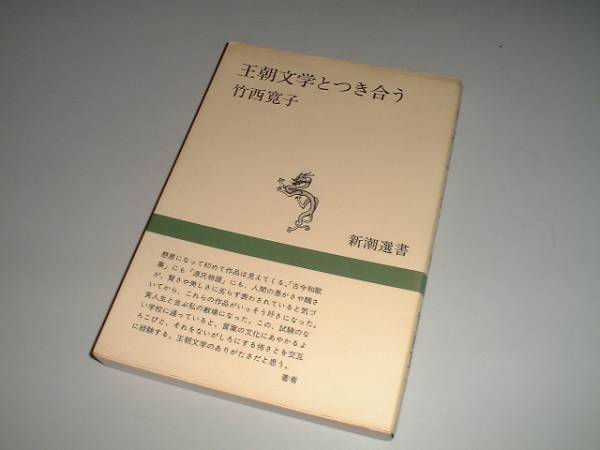 王朝文学とつき合う
竹西寛子
新潮選書
懸崖になって初めて作品は見えてくる。「古今和歌
集」にも「源氏物語」にも、人間の愚かさや醜さ
が、賢さや美しさに劣らず表わされていると気づ
いてから、これらの作品がいっそう好きになった。
実人生と並ぶ私の教場になった。この、試験のな
い学校に通っていると、言葉の文化にあやかるよ
ろこびと、それをないがしろにする怖さとを交互
に経験する。王朝文学のありがたさだと思う。
著者